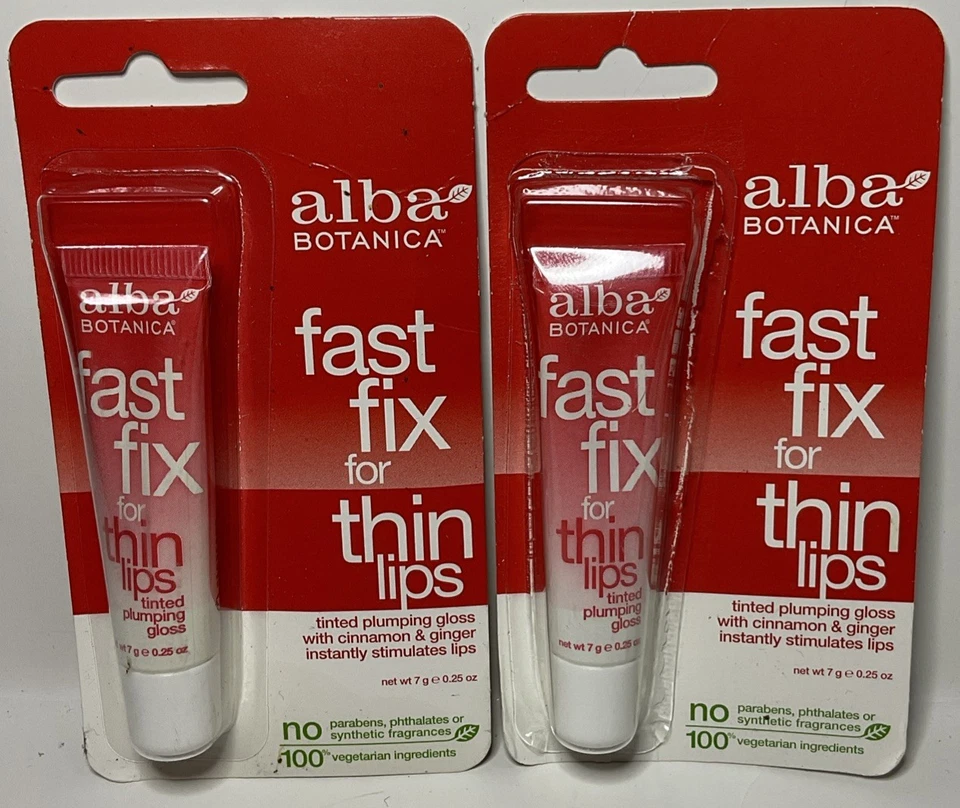 alba
BOTANICA™
fast
fix
for
thin
lips
tinted plumping gloss
with cinnamon & ginger
instantly stimulates lips
net wt 7 g ℮ 0.25 oz
no parabens, phthalates or
synthetic fragrances
100% vegetarian ingredients
alba
BOTANICA
fast
fix
for
thin
lips
tinted
plumping
gloss
net wt 7 g ℮ 0.25 oz
alba
BOTANICA™
fast
fix
for
thin
lips
tinted plumping gloss
with cinnamon & ginger
instantly stimulates lips
net wt 7 g ℮ 0.25 oz
no parabens, phthalates or
synthetic fragrances
100% vegetarian ingredients
alba
BOTANICA
fast
fix
for
thin
lips
tinted
plumping
gloss
net wt 7 g ℮ 0.25 oz